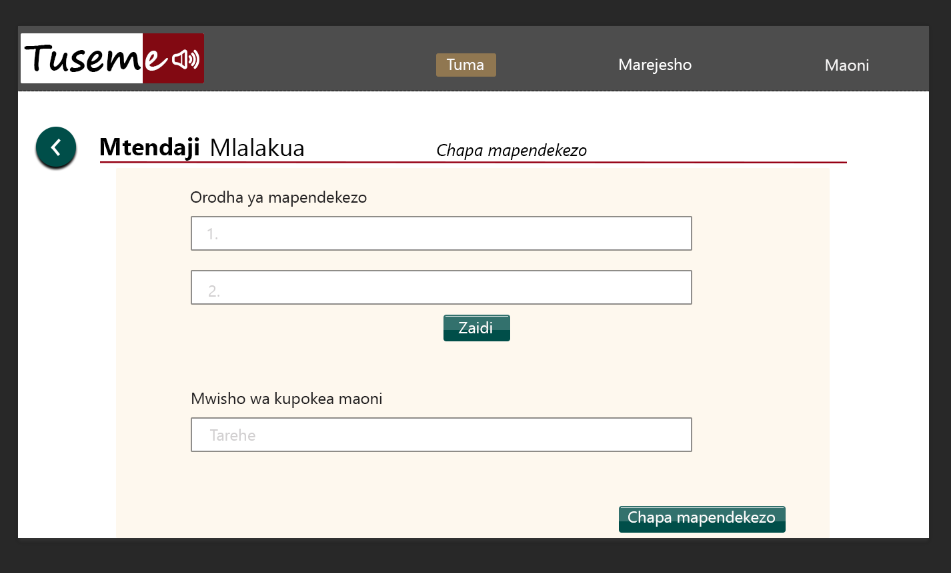 Tuseme
Tuma Marejesho Maoni
Mtendaji Mlalakua Chapa mapendekezo
Orodha ya mapendekezo
1.
2.
Zaidi
Mwisho wa kupokea maoni
Tarehe
Chapa mapendekezo